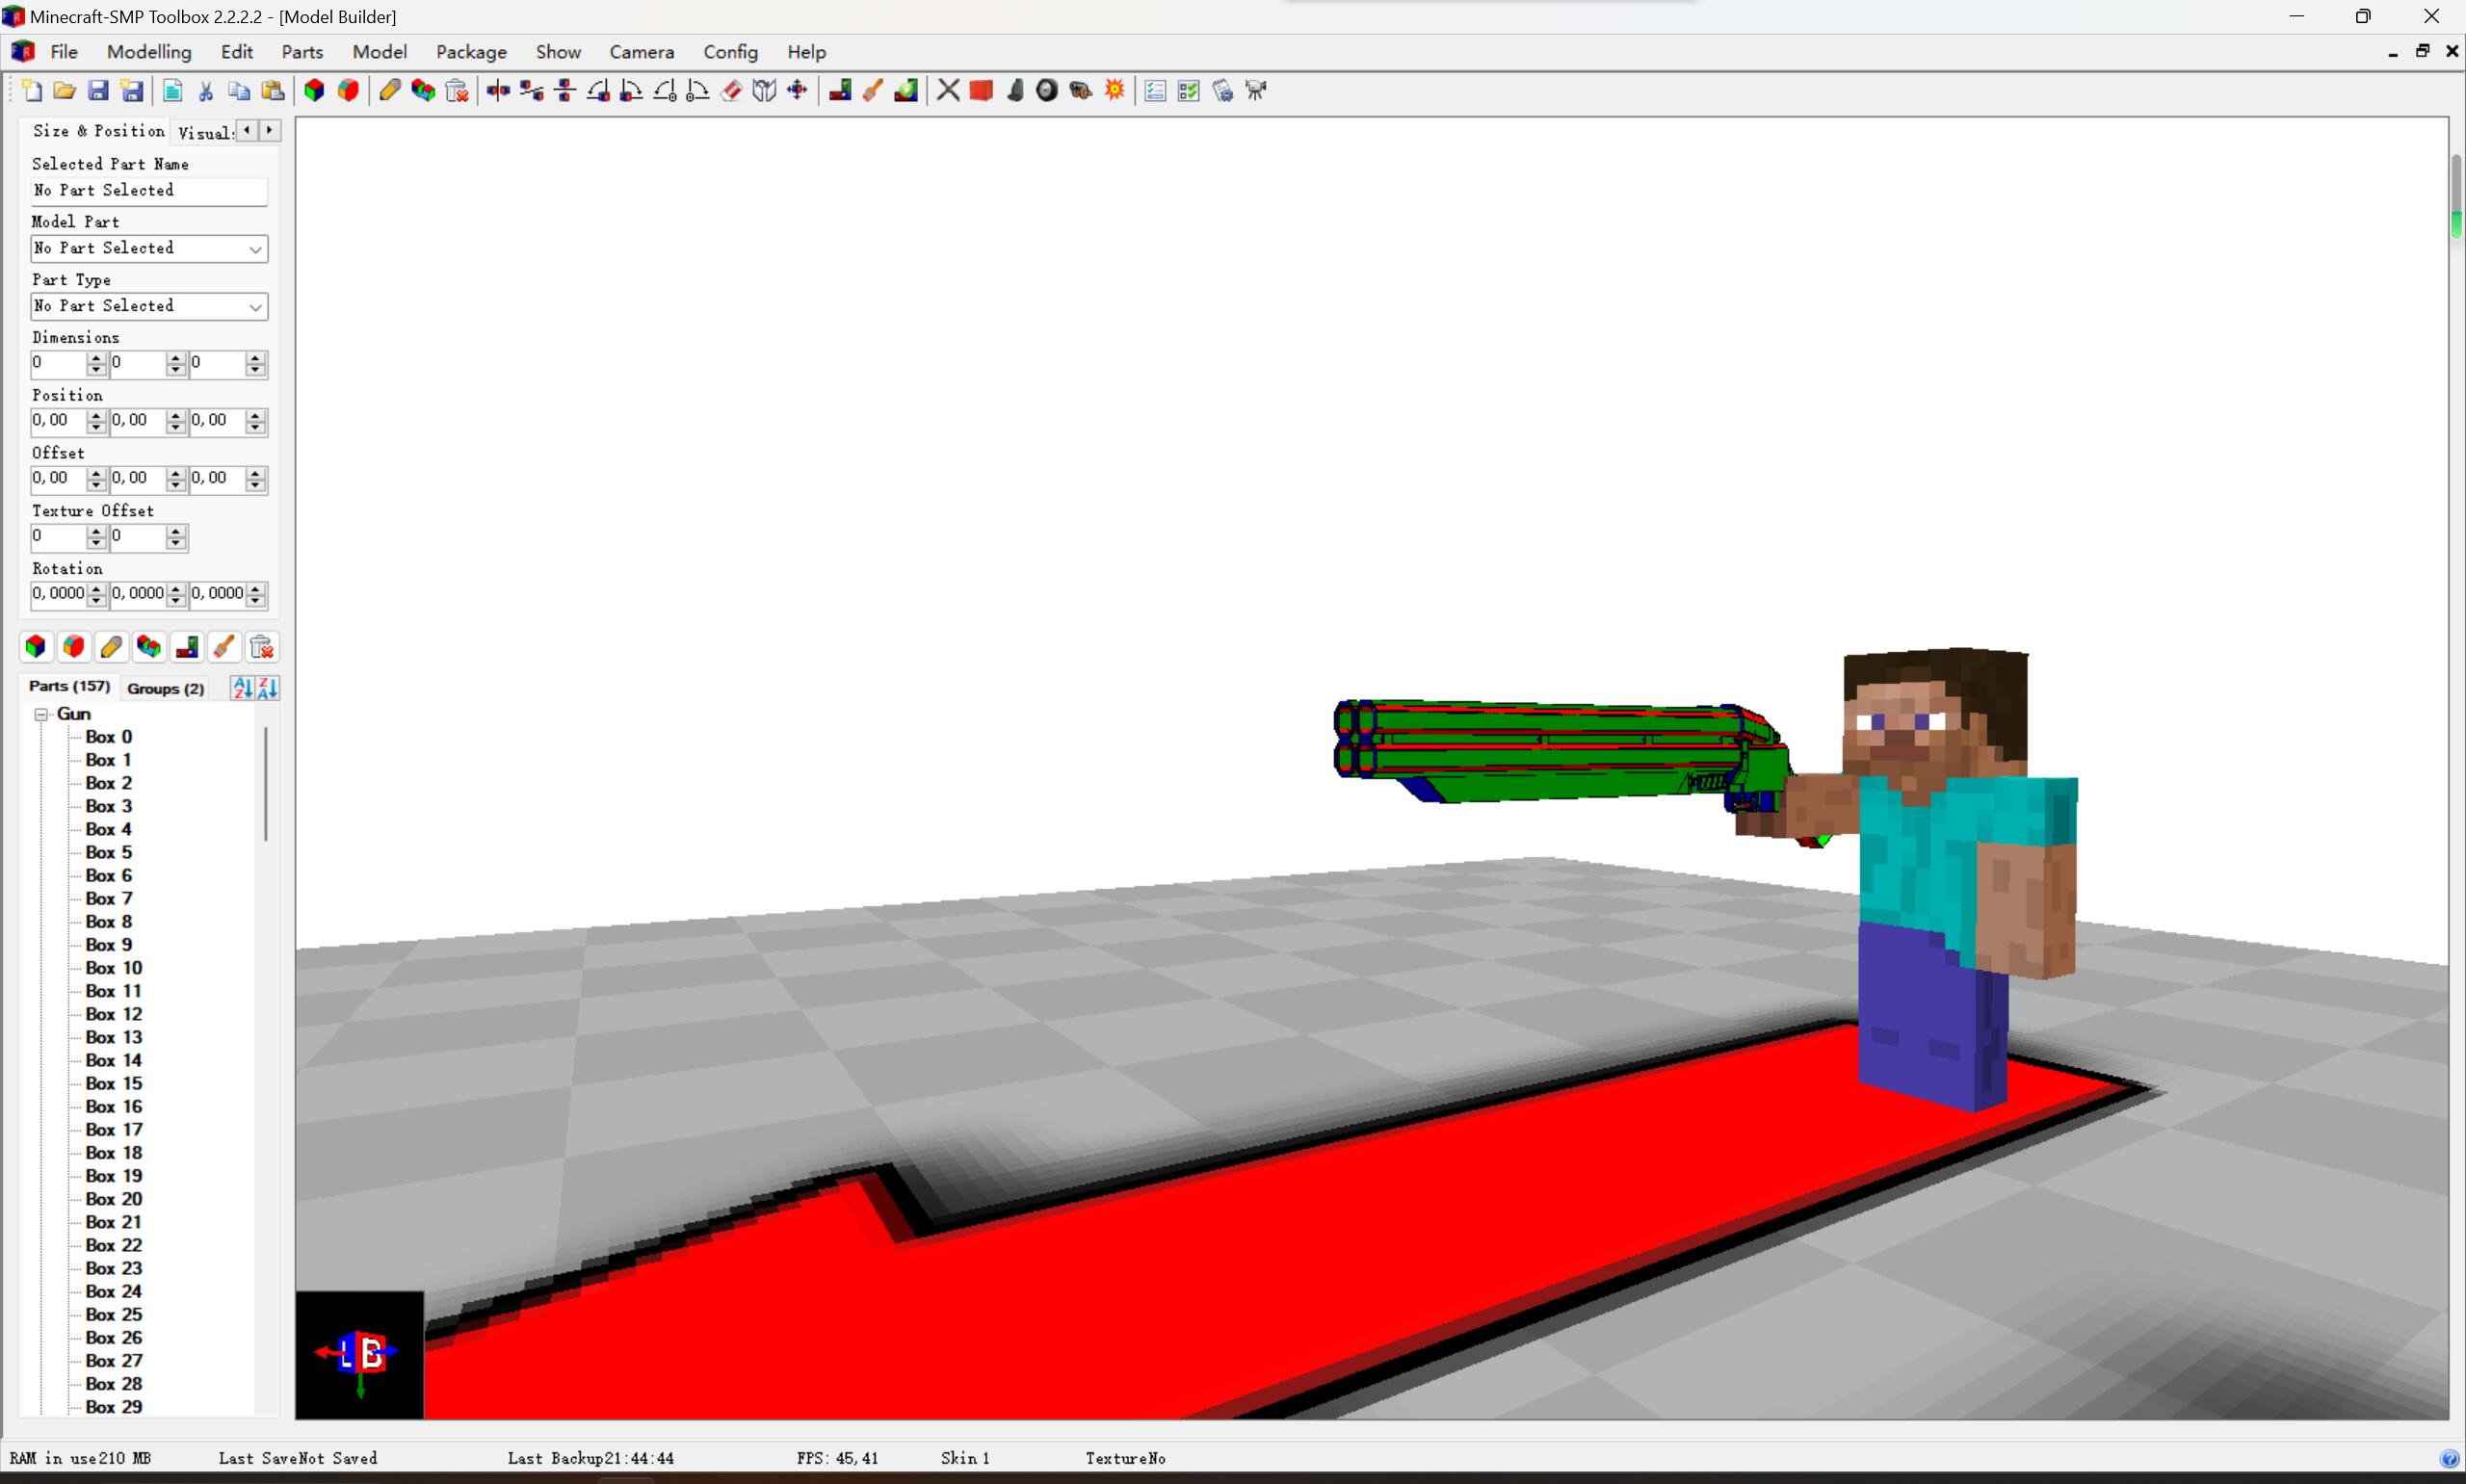 Minecraft-SMP Toolbox 2.2.2.2 - [Model Builder]
File Modelling Edit Parts Model Package Show Camera Config Help
Size & Position Visual:
Selected Part Name
No Part Selected
Model Part
No Part Selected
Part Type
No Part Selected
Dimensions
0 0 0
Position
0,00 0,00 0,00
Offset
0,00 0,00 0,00
Texture Offset
0 0
Rotation
0,0000 0,0000 0,0000
Parts (157) Groups (2)
Gun
Box 0
Box 1
Box 2
Box 3
Box 4
Box 5
Box 6
Box 7
Box 8
Box 9
Box 10
Box 11
Box 12
Box 13
Box 14
Box 15
Box 16
Box 17
Box 18
Box 19
Box 20
Box 21
Box 22
Box 23
Box 24
Box 25
Box 26
Box 27
Box 28
Box 29
L B
RAM in use210 MB Last SaveNot Saved Last Backup21:44:44 FPS: 45,41 Skin 1 TextureNo